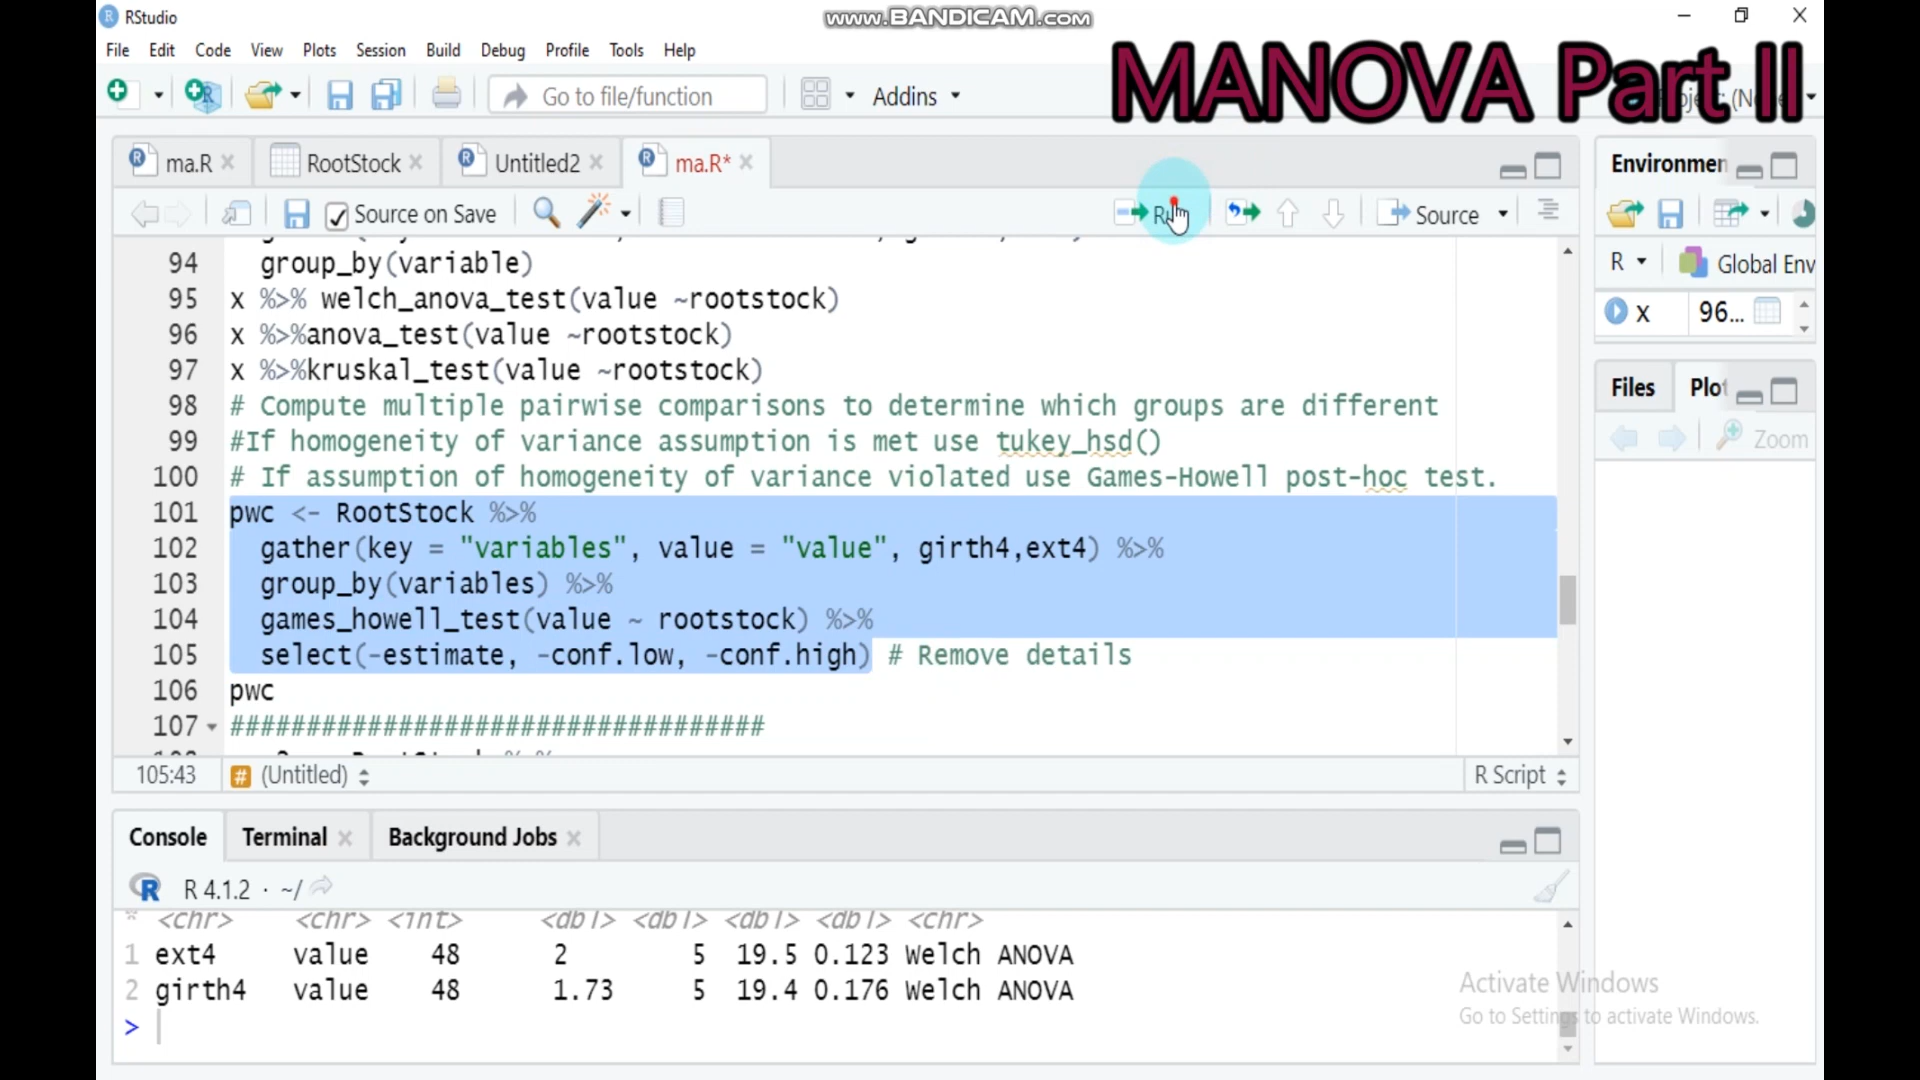 RStudio
www.BANDICAM.com
File Edit Code View Plots Session Build Debug Profile Tools Help
MANOVA Part II
Go to file/function
Addins
ma.R
RootStock
Untitled2
ma.R*
Environmen
Source on Save
Source
94 group_by(variable)
R
Global Env
95 x %>% welch_anova_test(value ~rootstock)
x 96...
96 x %>%anova_test(value ~rootstock)
97 x %>%kruskal_test(value ~rootstock)
Files
Plot
98 # Compute multiple pairwise comparisons to determine which groups are different
99 #If homogeneity of variance assumption is met use tukey_hsd()
Zoom
100 # If assumption of homogeneity of variance violated use Games-Howell post-hoc test.
101 pwc <- RootStock %>%
102 gather(key = "variables", value = "value", girth4,ext4) %>%
103 group_by(variables) %>%
104 games_howell_test(value ~ rootstock) %>%
105 select(-estimate, -conf.low, -conf.high) # Remove details
106 pwc
107 ###################################
105:43
# (Untitled)
R Script
Console
Terminal
Background Jobs
R 4.1.2 · ~/
<chr> <chr> <int> <dbl> <dbl> <dbl> <dbl> <chr>
1 ext4 value 48 2 5 19.5 0.123 Welch ANOVA
2 girth4 value 48 1.73 5 19.4 0.176 Welch ANOVA
>
Activate Windows
Go to Settings to activate Windows.